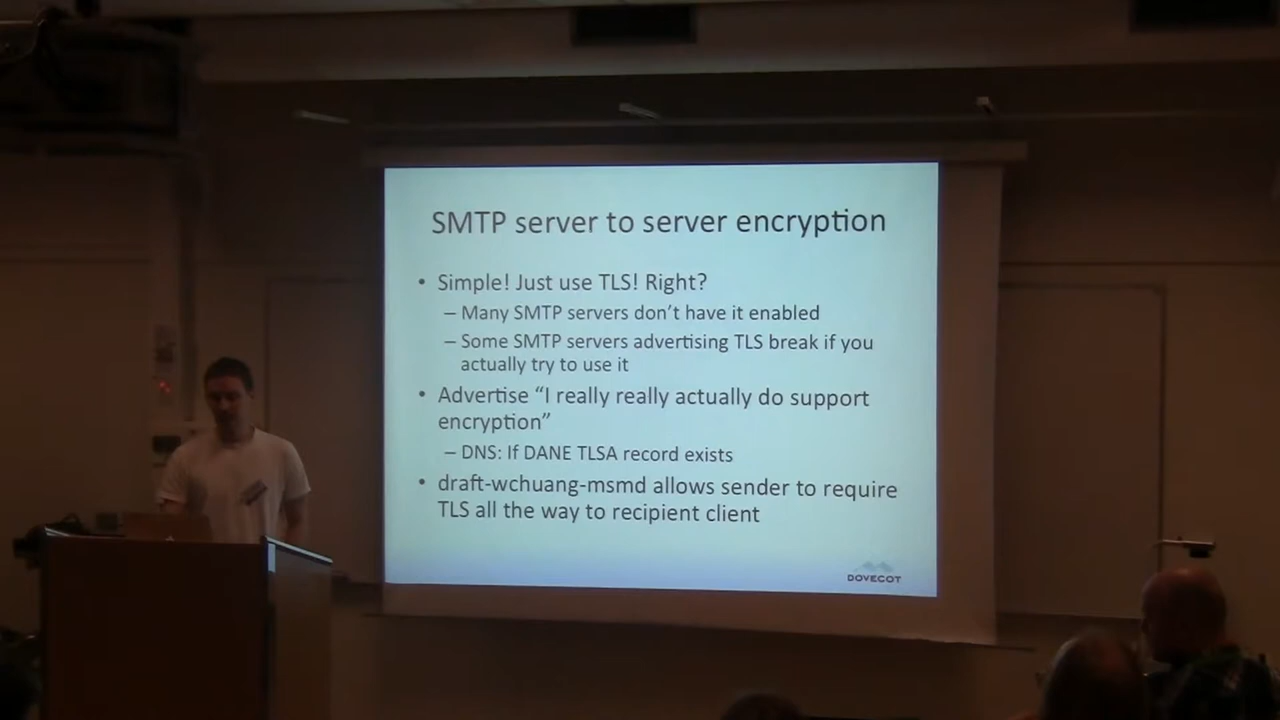 SMTP server to server encryption
• Simple! Just use TLS! Right?
– Many SMTP servers don't have it enabled
– Some SMTP servers advertising TLS break if you
actually try to use it
• Advertise “I really really actually do support
encryption”
– DNS: If DANE TLSA record exists
• draft-wchuang-msmd allows sender to require
TLS all the way to recipient client
DOVECOT